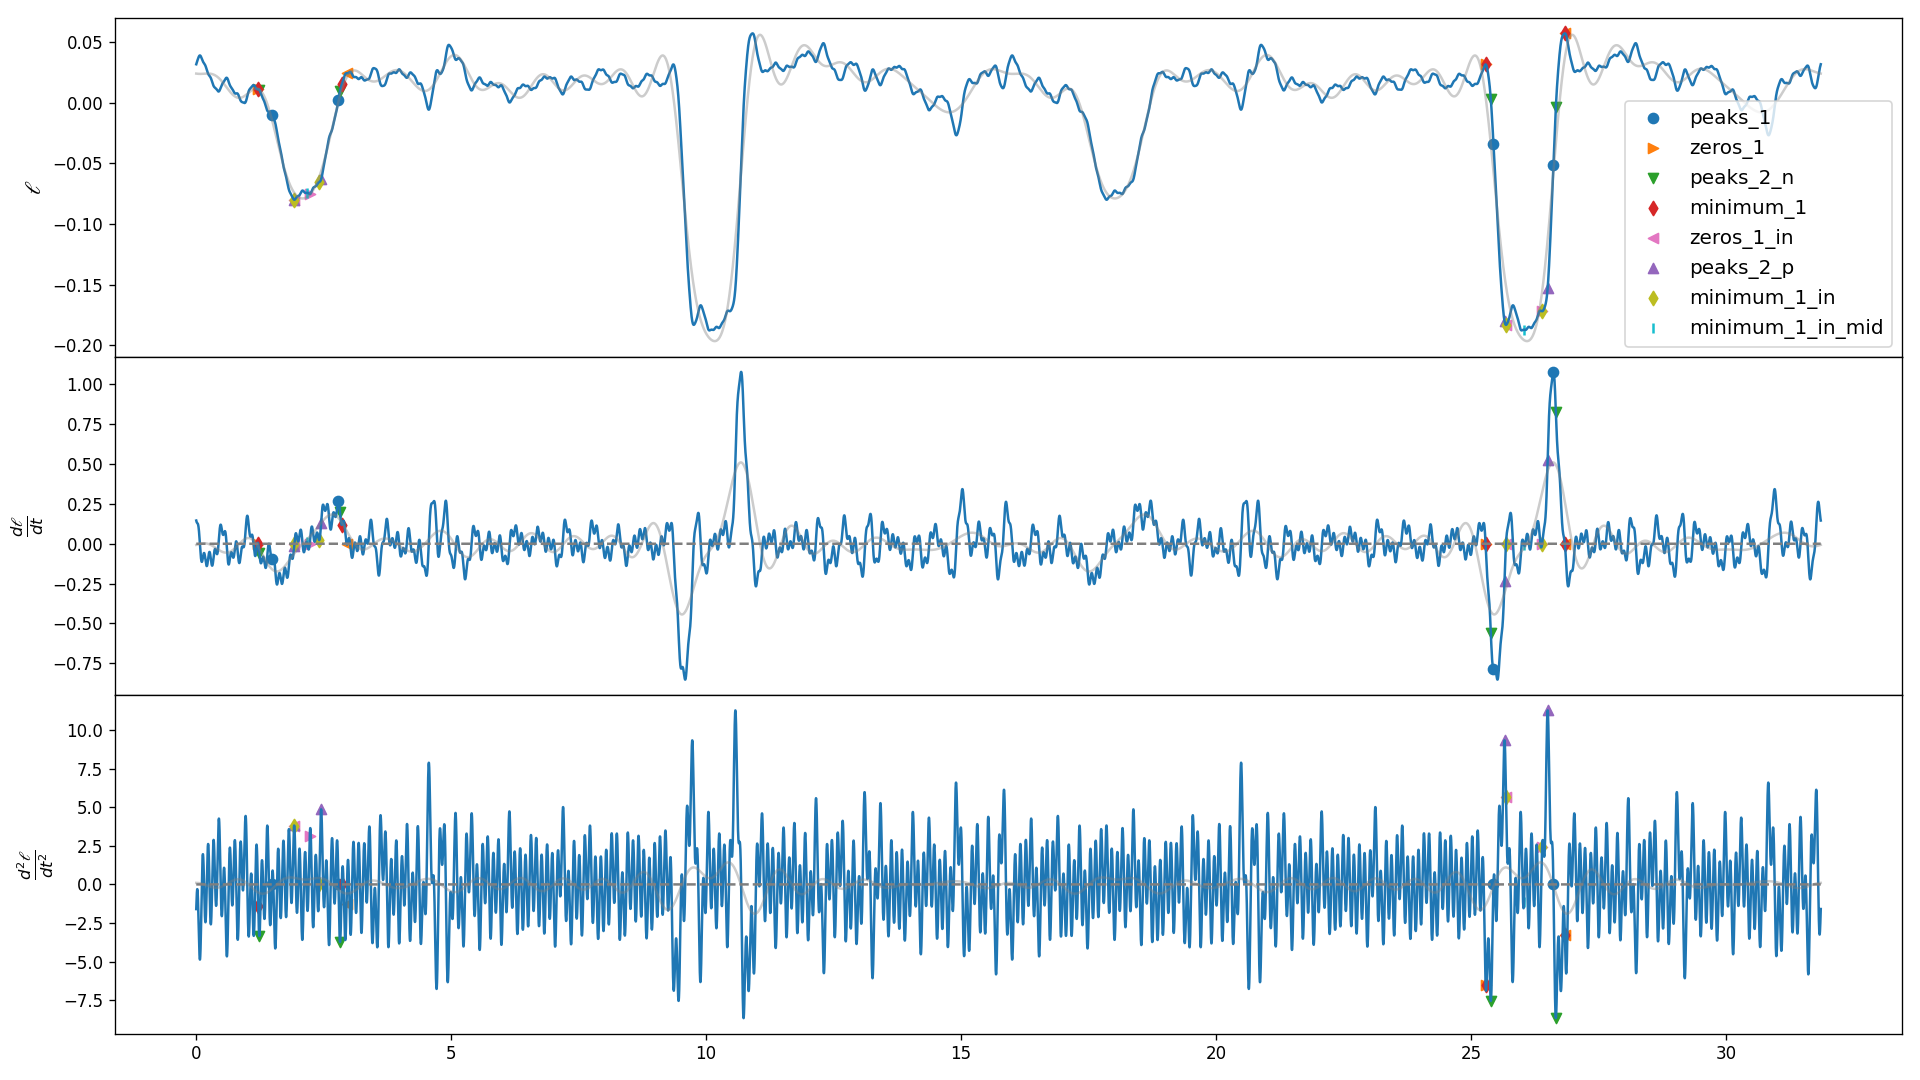 0.05
0.00
−0.05
−0.10
−0.15
−0.20
ℓ
peaks_1
zeros_1
peaks_2_n
minimum_1
zeros_1_in
peaks_2_p
minimum_1_in
minimum_1_in_mid
1.00
0.75
0.50
0.25
0.00
−0.25
−0.50
−0.75
dℓ
dt
10.0
7.5
5.0
2.5
0.0
−2.5
−5.0
−7.5
d²ℓ
dt²
0 5 10 15 20 25 30